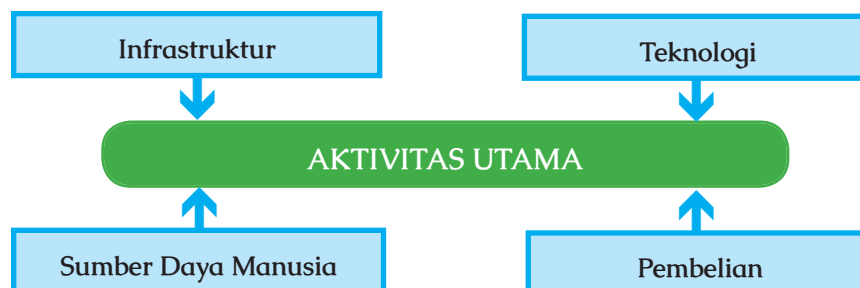 Infrastruktur
Teknologi
AKTIVITAS UTAMA
Sumber Daya Manusia
Pembelian